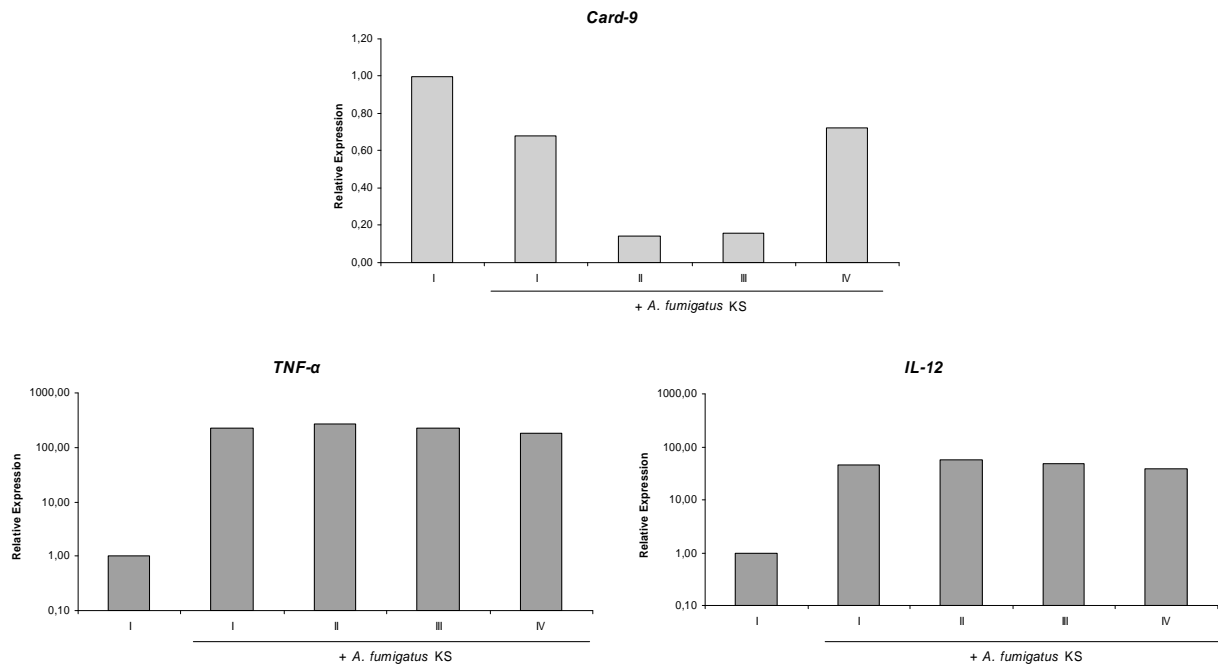 Card-9
Relative Expression
1,20
1,00
0,80
0,60
0,40
0,20
0,00
I I II III IV
+ A. fumigatus KS
TNF-α
Relative Expression
1000,00
100,00
10,00
1,00
0,10
I I II III IV
+ A. fumigatus KS
IL-12
Relative Expression
1000,00
100,00
10,00
1,00
0,10
I I II III IV
+ A. fumigatus KS